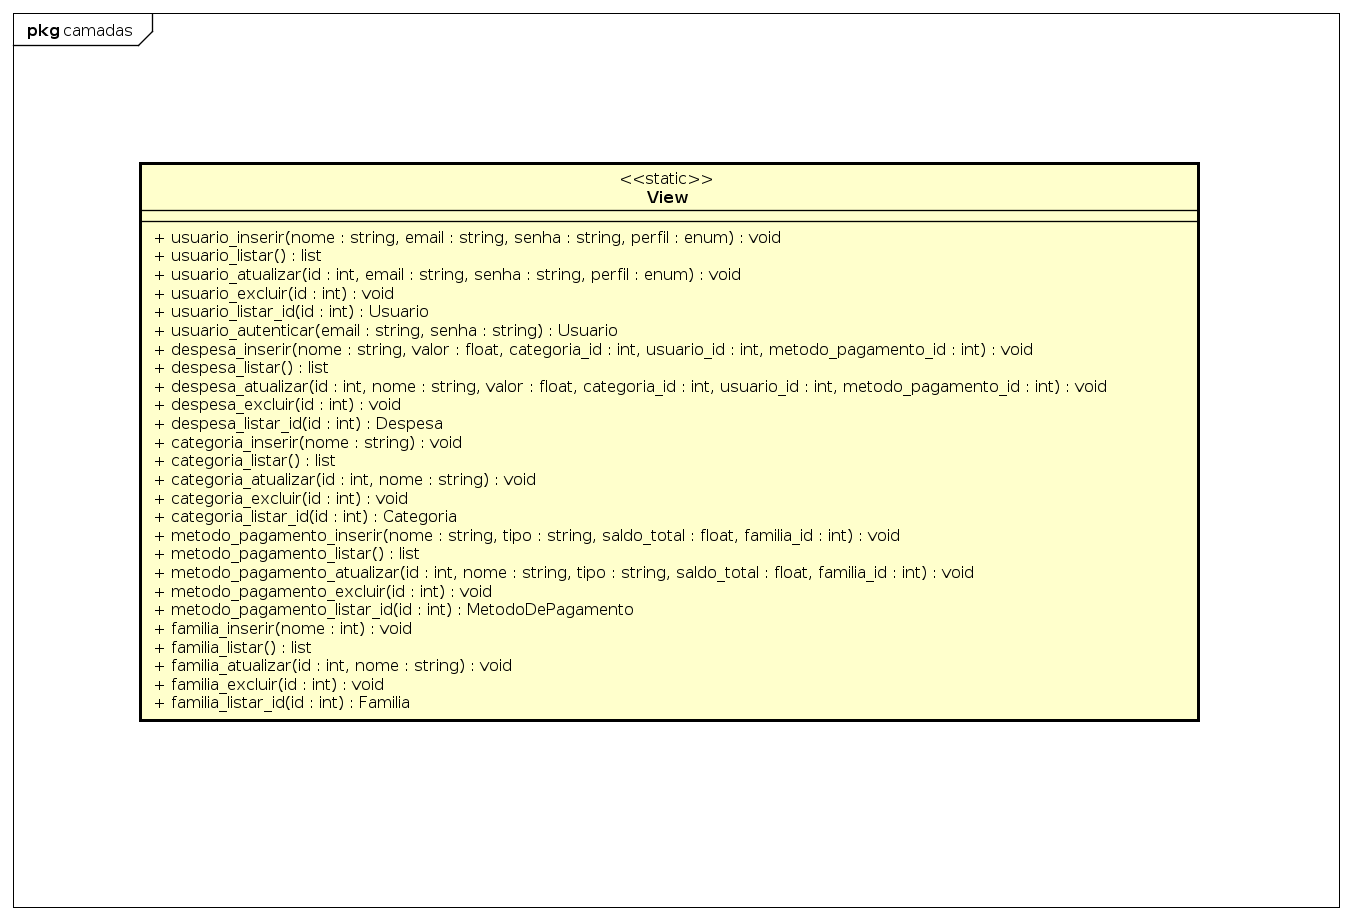 pkg camadas
<<static>>
View
+ usuario_inserir(nome : string, email : string, senha : string, perfil : enum) : void
+ usuario_listar() : list
+ usuario_atualizar(id : int, email : string, senha : string, perfil : enum) : void
+ usuario_excluir(id : int) : void
+ usuario_listar_id(id : int) : Usuario
+ usuario_autenticar(email : string, senha : string) : Usuario
+ despesa_inserir(nome : string, valor : float, categoria_id : int, usuario_id : int, metodo_pagamento_id : int) : void
+ despesa_listar() : list
+ despesa_atualizar(id : int, nome : string, valor : float, categoria_id : int, usuario_id : int, metodo_pagamento_id : int) : void
+ despesa_excluir(id : int) : void
+ despesa_listar_id(id : int) : Despesa
+ categoria_inserir(nome : string) : void
+ categoria_listar() : list
+ categoria_atualizar(id : int, nome : string) : void
+ categoria_excluir(id : int) : void
+ categoria_listar_id(id : int) : Categoria
+ metodo_pagamento_inserir(nome : string, tipo : string, saldo_total : float, familia_id : int) : void
+ metodo_pagamento_listar() : list
+ metodo_pagamento_atualizar(id : int, nome : string, tipo : string, saldo_total : float, familia_id : int) : void
+ metodo_pagamento_excluir(id : int) : void
+ metodo_pagamento_listar_id(id : int) : MetodoDePagamento
+ familia_inserir(nome : int) : void
+ familia_listar() : list
+ familia_atualizar(id : int, nome : string) : void
+ familia_excluir(id : int) : void
+ familia_listar_id(id : int) : Familia